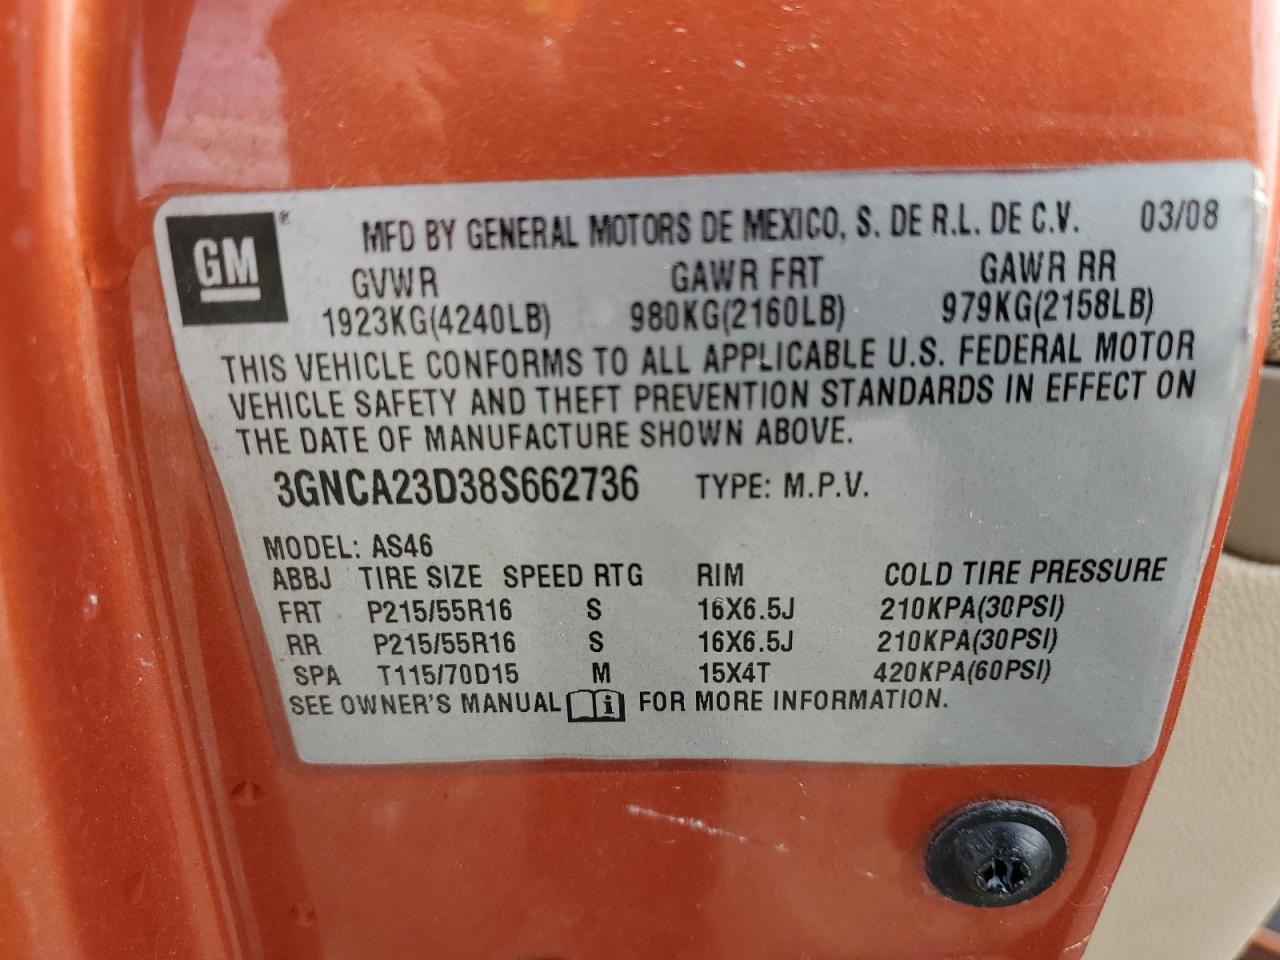 GM ® MFD BY GENERAL MOTORS DE MEXICO, S. DE R.L. DE C.V. 03/08
GVWR GAWR FRT GAWR RR
1923KG(4240LB) 980KG(2160LB) 979KG(2158LB)
THIS VEHICLE CONFORMS TO ALL APPLICABLE U.S. FEDERAL MOTOR
VEHICLE SAFETY AND THEFT PREVENTION STANDARDS IN EFFECT ON
THE DATE OF MANUFACTURE SHOWN ABOVE.
3GNCA23D38S662736 TYPE: M.P.V.
MODEL: AS46
ABBJ TIRE SIZE SPEED RTG RIM COLD TIRE PRESSURE
FRT P215/55R16 S 16X6.5J 210KPA(30PSI)
RR P215/55R16 S 16X6.5J 210KPA(30PSI)
SPA T115/70D15 M 15X4T 420KPA(60PSI)
SEE OWNER'S MANUAL i FOR MORE INFORMATION.